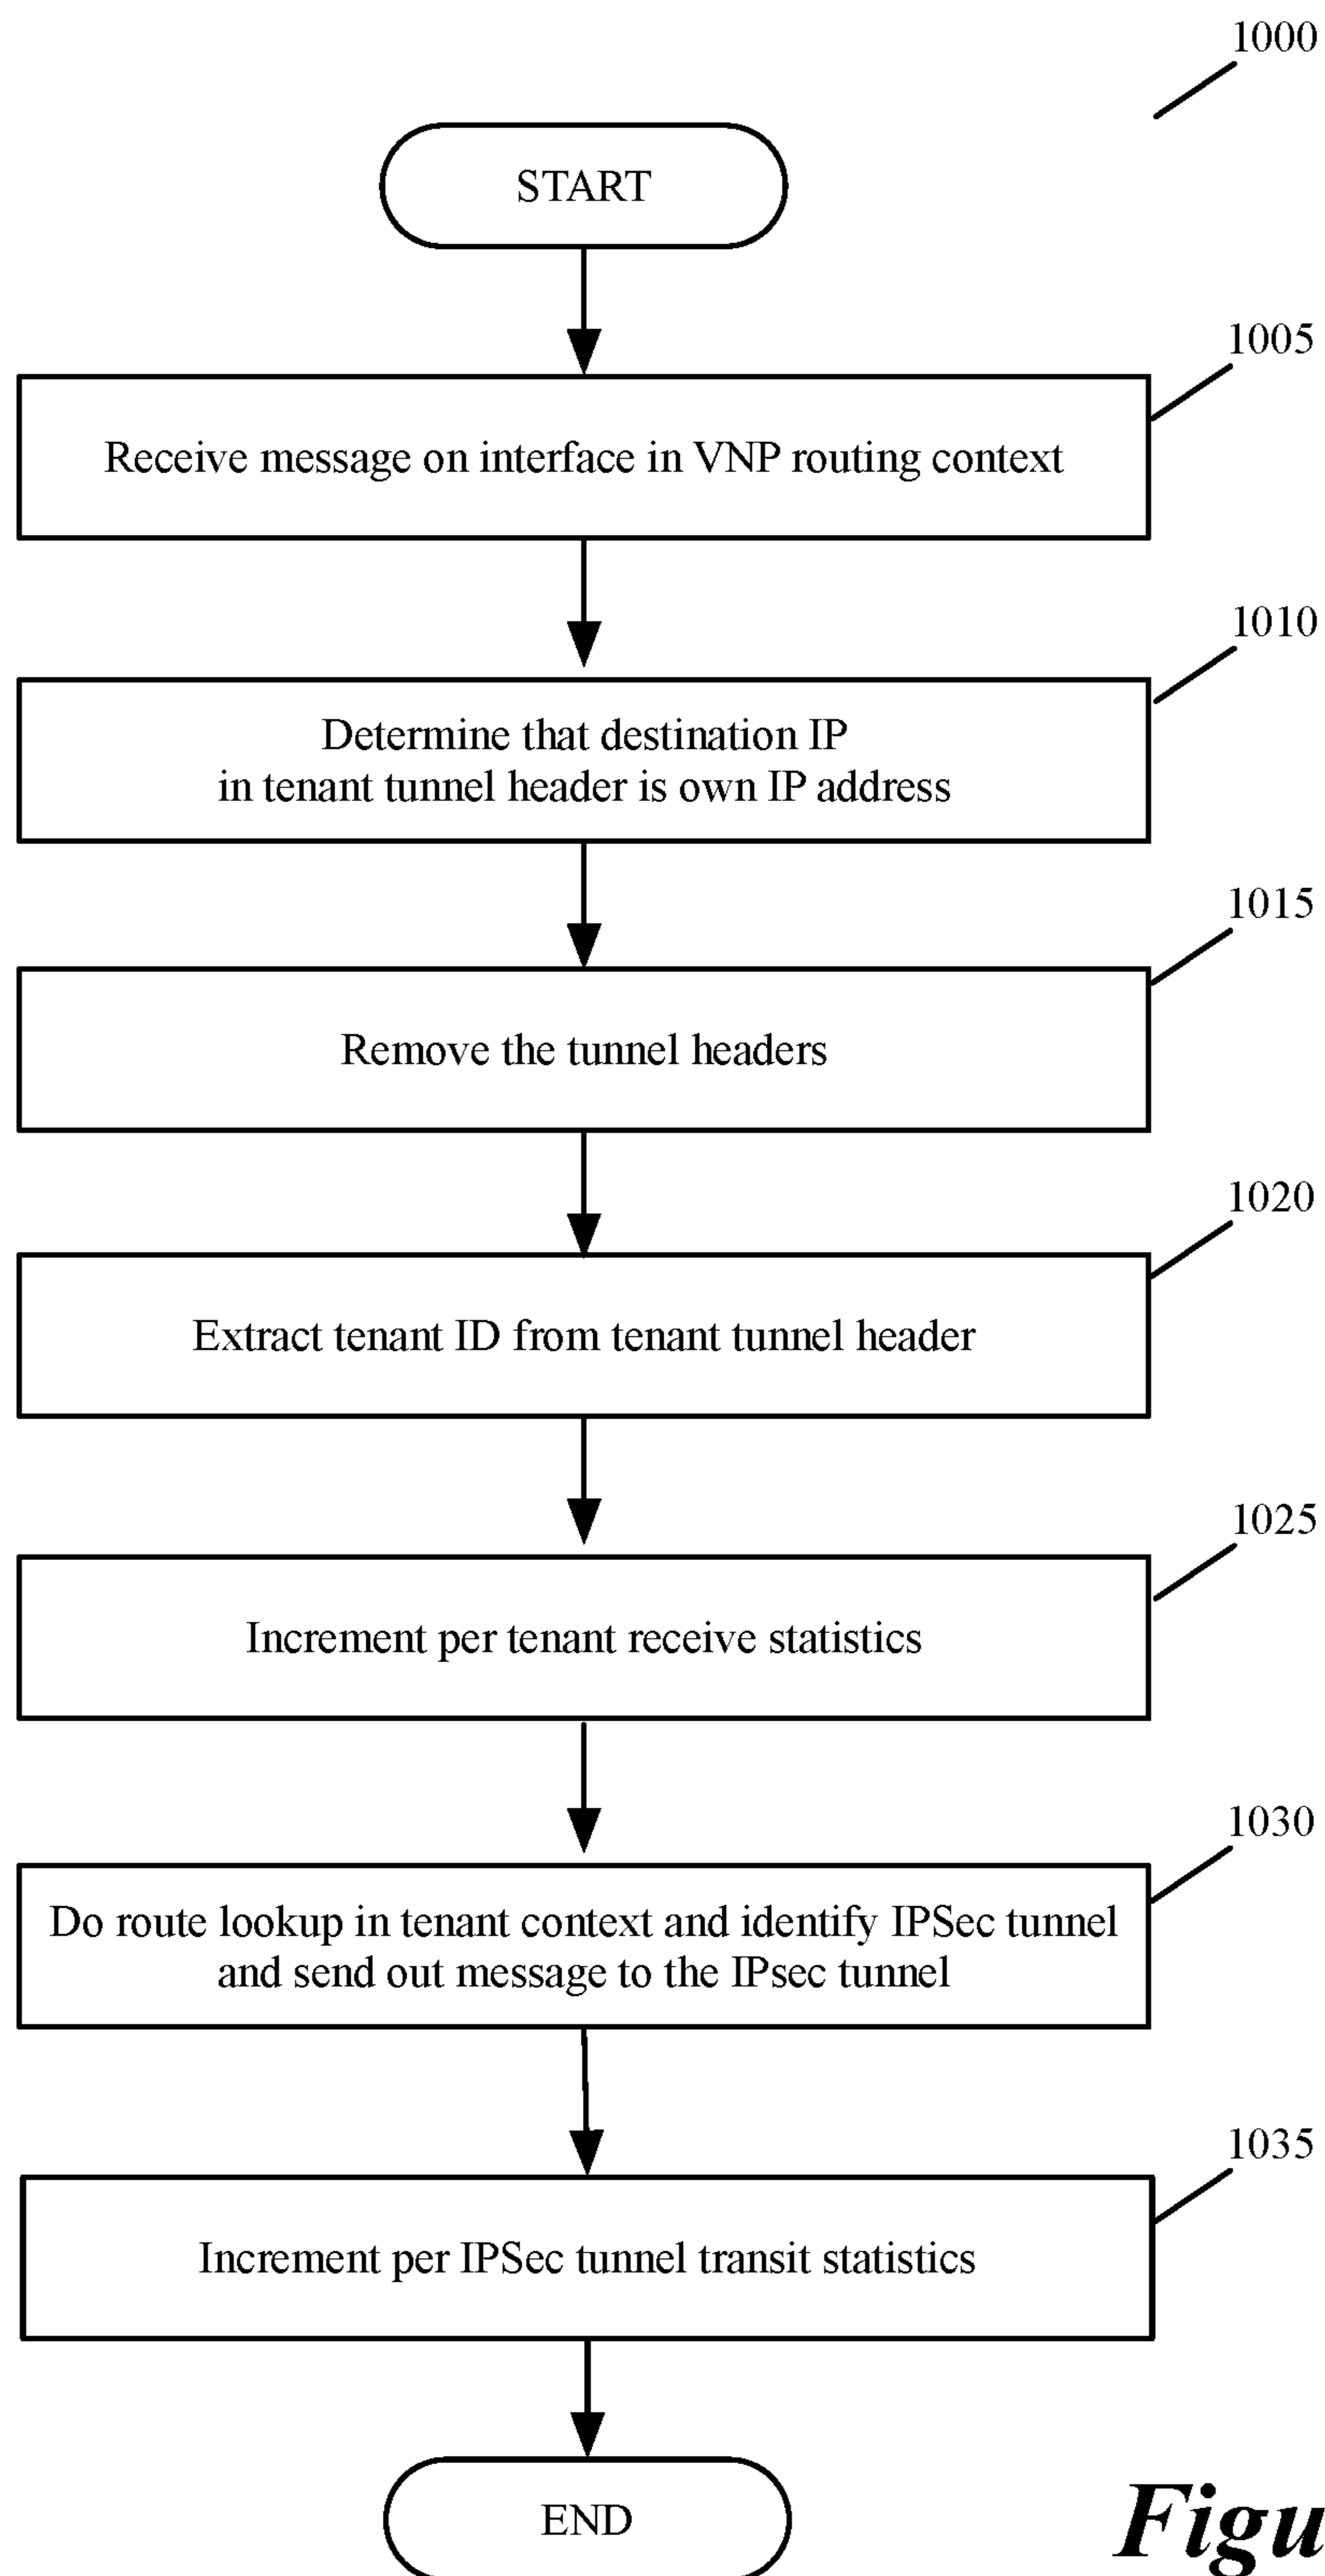 1000
START
1005
Receive message on interface in VNP routing context
1010
Determine that destination IP
in tenant tunnel header is own IP address
1015
Remove the tunnel headers
1020
Extract tenant ID from tenant tunnel header
1025
Increment per tenant receive statistics
1030
Do route lookup in tenant context and identify IPSec tunnel
and send out message to the IPsec tunnel
1035
Increment per IPSec tunnel transit statistics
END
Figu